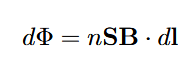 dΦ = nSB · dl